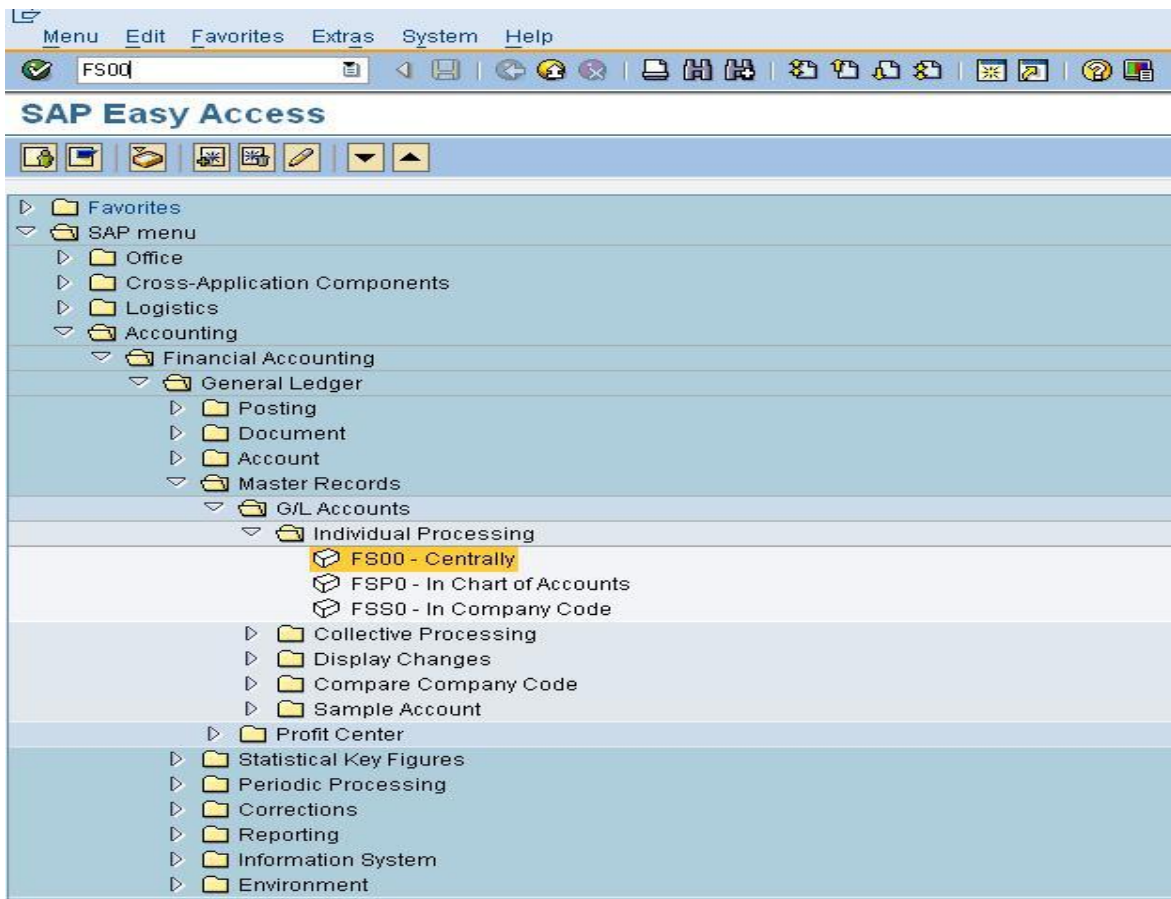 Menu Edit Favorites Extras System Help
FS00
SAP Easy Access
Favorites
SAP menu
Office
Cross-Application Components
Logistics
Accounting
Financial Accounting
General Ledger
Posting
Document
Account
Master Records
G/L Accounts
Individual Processing
FS00 - Centrally
FSP0 - In Chart of Accounts
FSS0 - In Company Code
Collective Processing
Display Changes
Compare Company Code
Sample Account
Profit Center
Statistical Key Figures
Periodic Processing
Corrections
Reporting
Information System
Environment